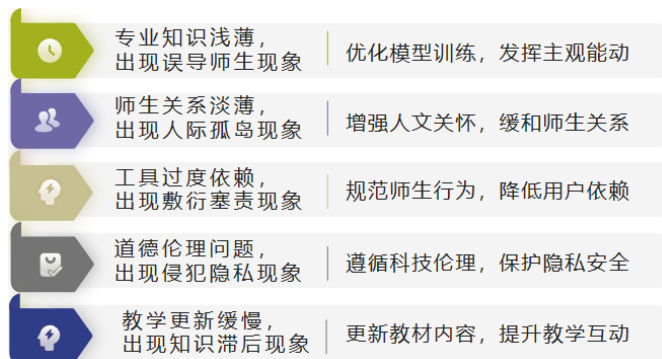 专业知识浅薄，
出现误导师生现象
优化模型训练，发挥主观能动
师生关系淡薄，
出现人际孤岛现象
增强人文关怀，缓和师生关系
工具过度依赖，
出现敷衍塞责现象
规范师生行为，降低用户依赖
道德伦理问题，
出现侵犯隐私现象
遵循科技伦理，保护隐私安全
教学更新缓慢，
出现知识滞后现象
更新教材内容，提升教学互动